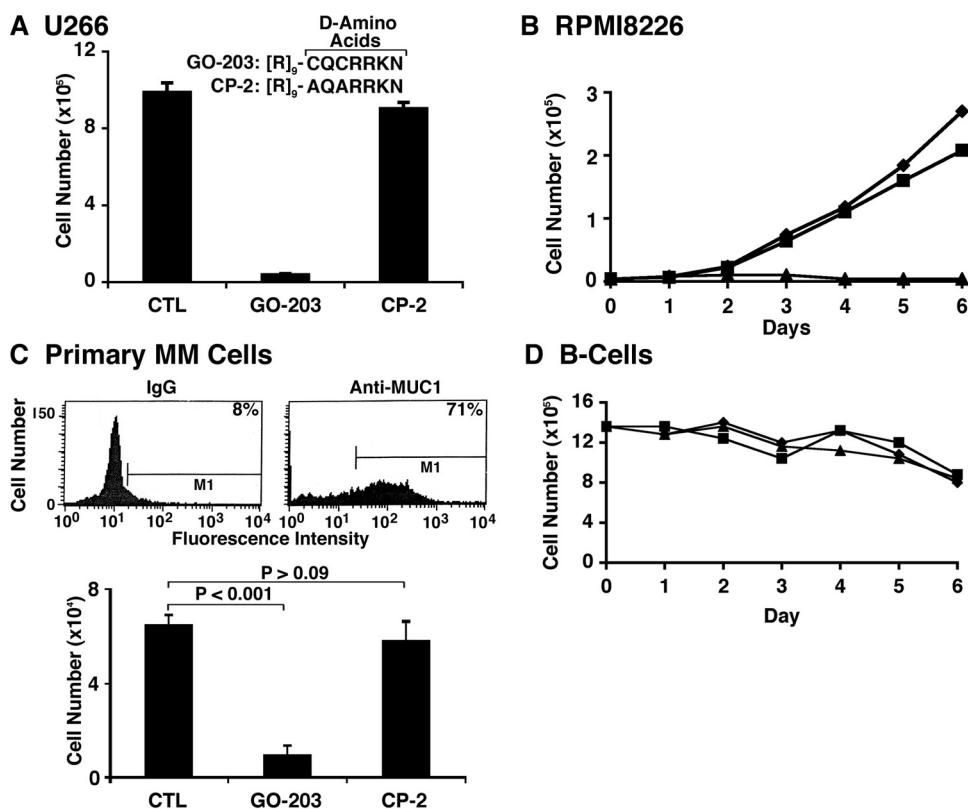 A U266
D-Amino
Acids
GO-203: [R]9-CQCRRKN
CP-2: [R]9-AQARRKN
Cell Number (x10⁵)
12
8
4
0
CTL GO-203 CP-2
B RPMI8226
Cell Number (x10⁵)
3
2
1
0
0 1 2 3 4 5 6
Days
C Primary MM Cells
IgG Anti-MUC1
Cell Number
150
50
0
8%
M1
71%
M1
10⁰ 10¹ 10² 10³ 10⁴
10⁰ 10¹ 10² 10³ 10⁴
Fluorescence Intensity
P > 0.09
P < 0.001
Cell Number (x10⁴)
8
4
0
CTL GO-203 CP-2
D B-Cells
Cell Number (x10⁵)
16
12
8
4
0
0 1 2 3 4 5 6
Day